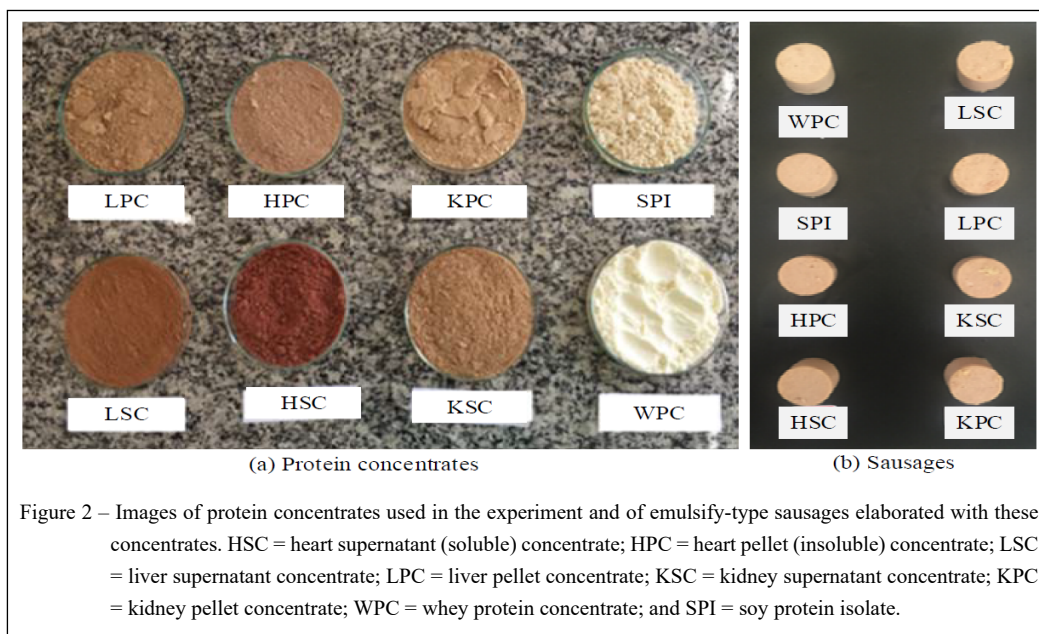 LPC HPC KPC SPI
LSC HSC KSC WPC
(a) Protein concentrates
WPC LSC
SPI LPC
HPC KSC
HSC KPC
(b) Sausages
Figure 2 – Images of protein concentrates used in the experiment and of emulsify-type sausages elaborated with these
concentrates. HSC = heart supernatant (soluble) concentrate; HPC = heart pellet (insoluble) concentrate; LSC
= liver supernatant concentrate; LPC = liver pellet concentrate; KSC = kidney supernatant concentrate; KPC
= kidney pellet concentrate; WPC = whey protein concentrate; and SPI = soy protein isolate.